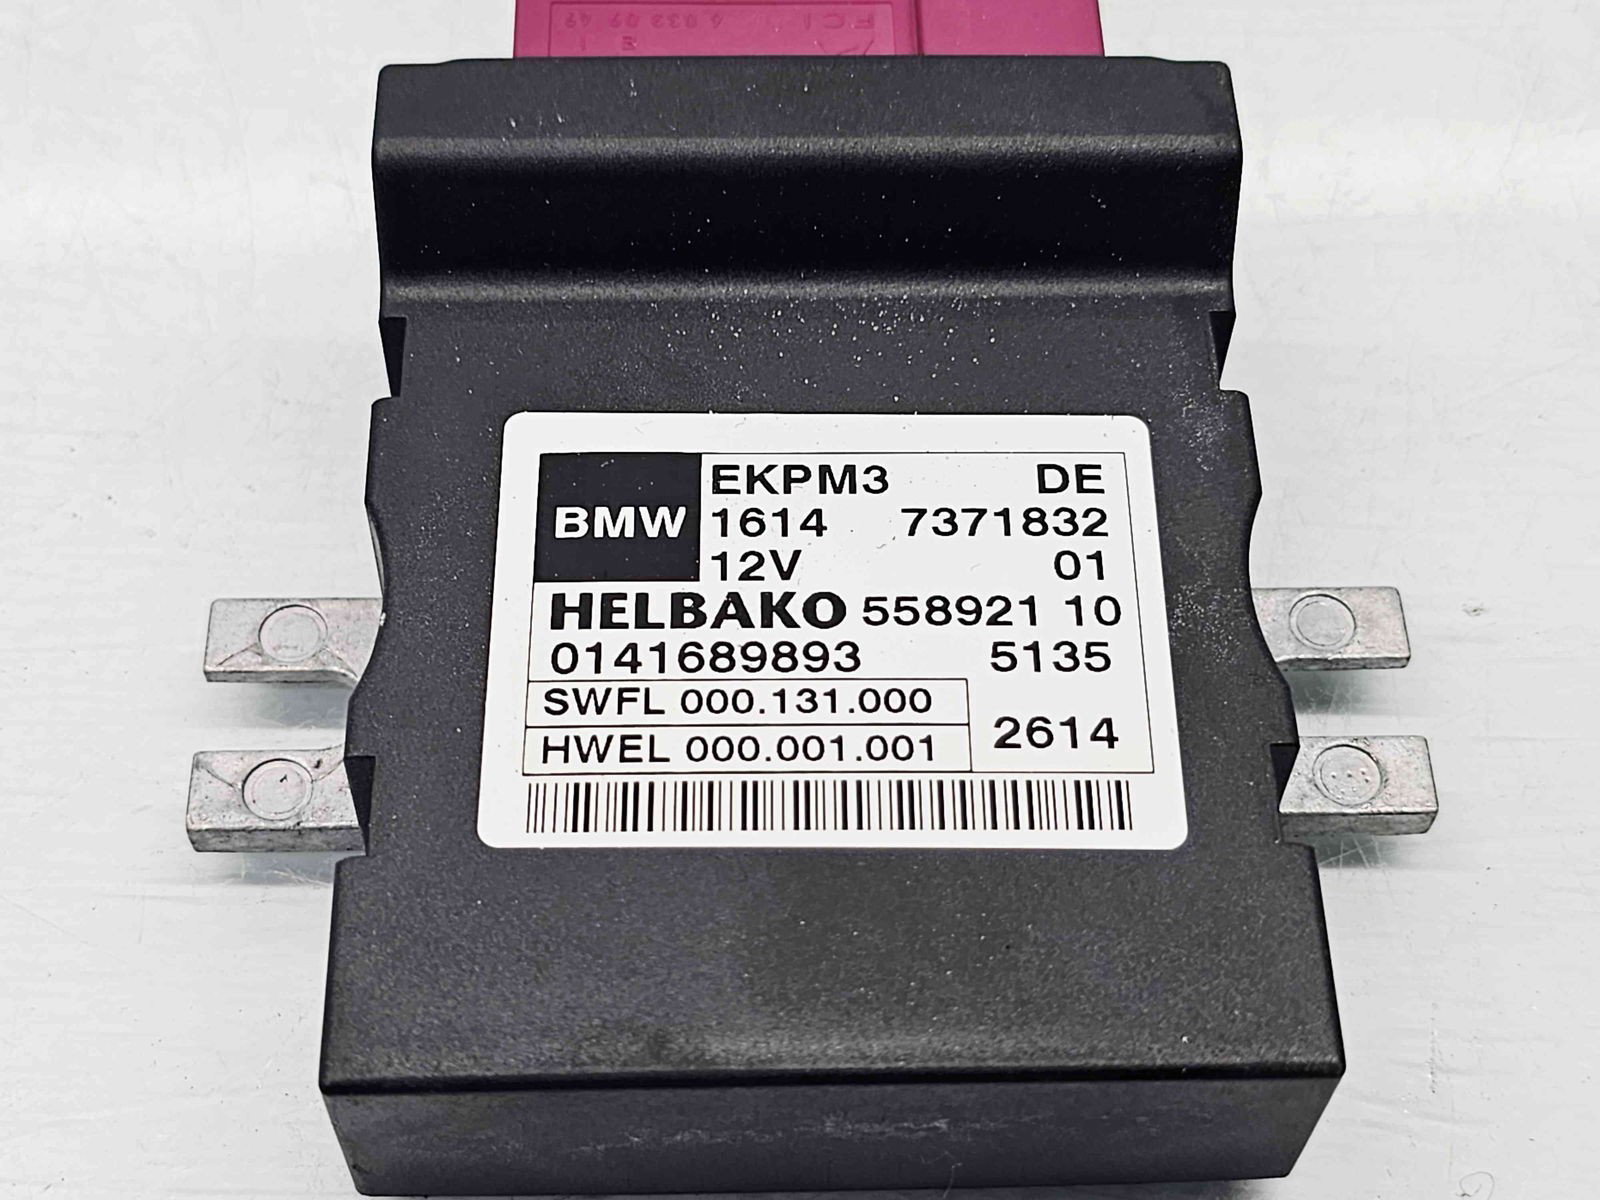 FCI
EKPM3 DE
BMW 1614 7371832
12V 01
HELBAKO 558921 10
0141689893 5135
SWFL 000.131.000
HWEL 000.001.001 2614